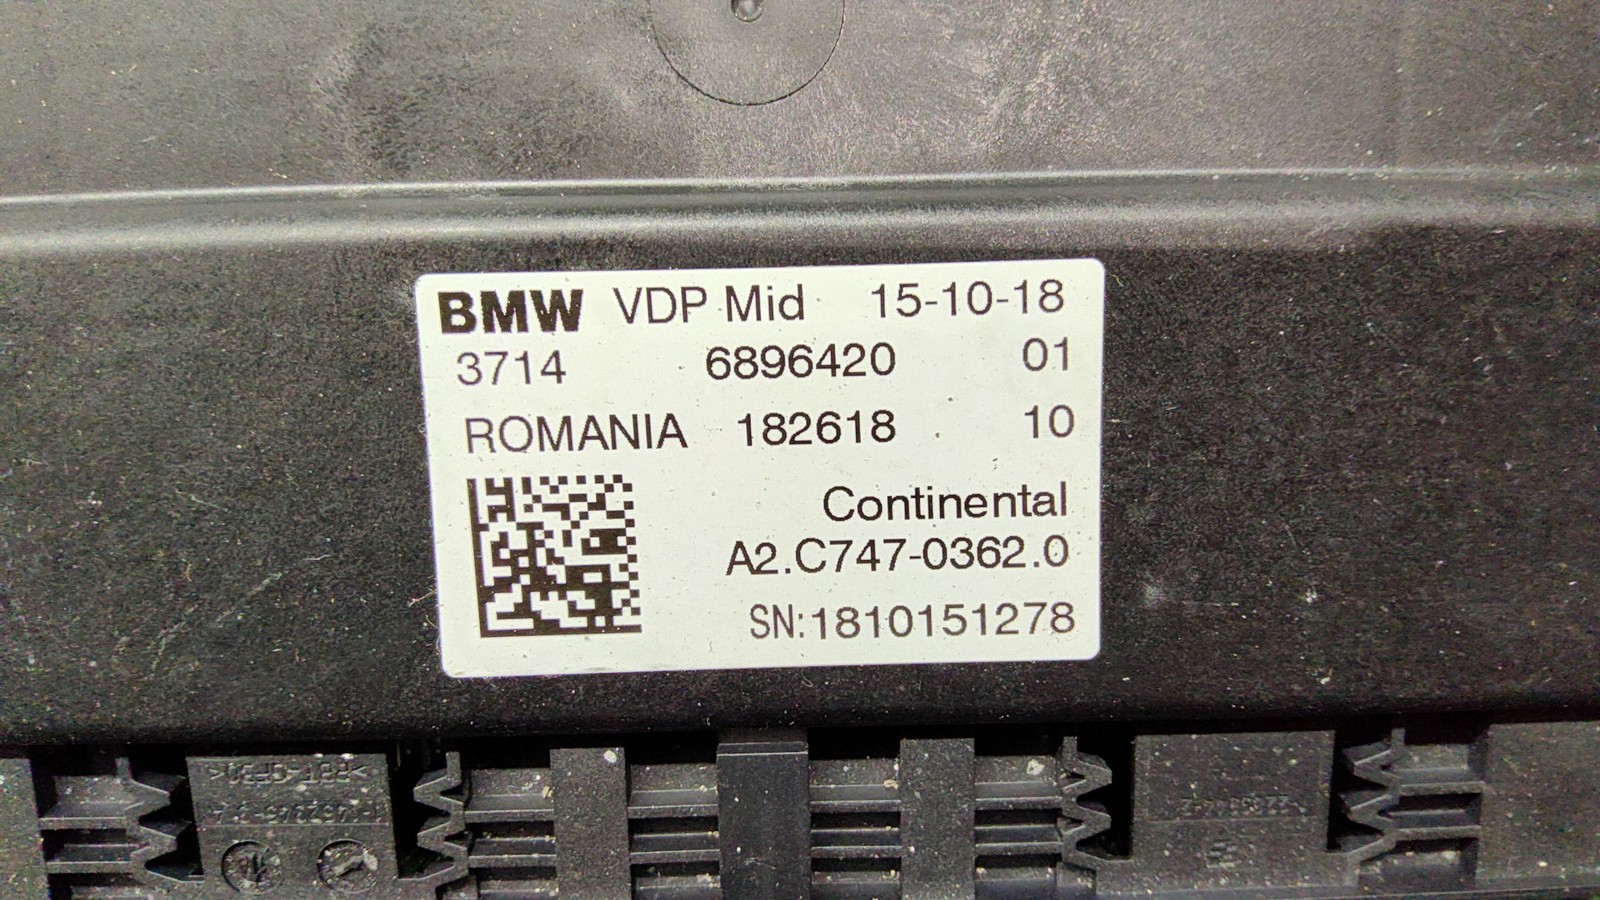 BMW VDP Mid 15-10-18
3714 6896420 01
ROMANIA 182618 10
Continental
A2.C747-0362.0
SN:1810151278